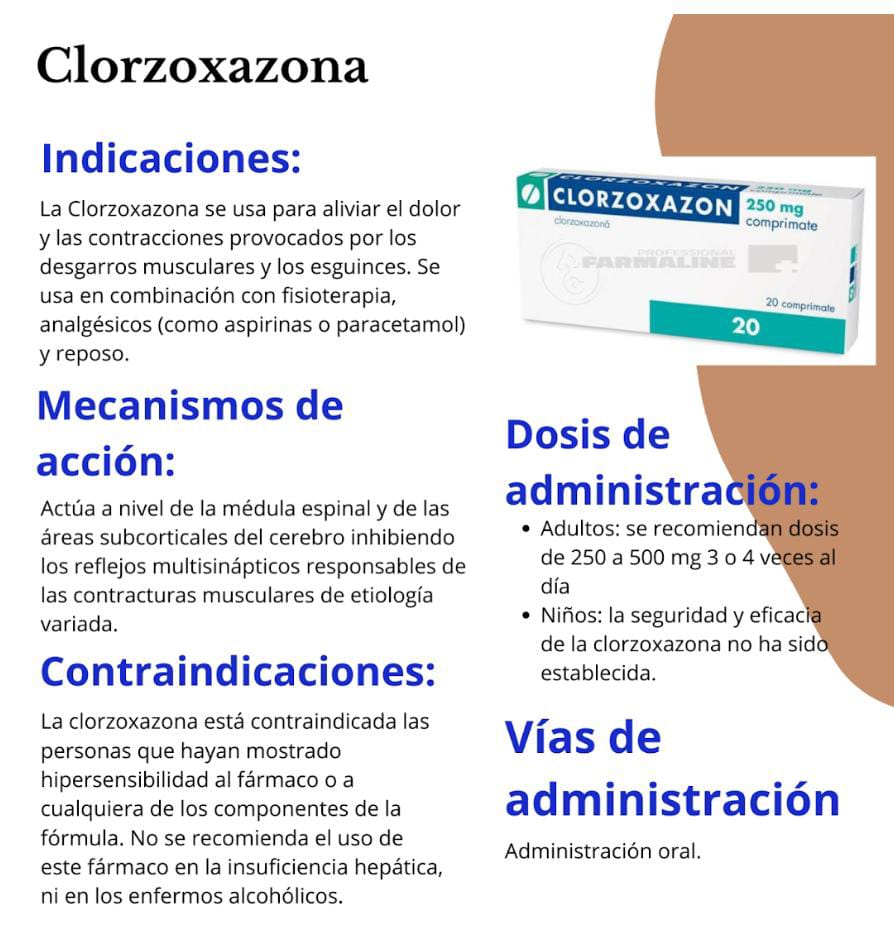 Clorzoxazona
Indicaciones:
La Clorzoxazona se usa para aliviar el dolor
y las contracciones provocados por los
desgarros musculares y los esguinces. Se
usa en combinación con fisioterapia,
analgésicos (como aspirinas o paracetamol)
y reposo.
Mecanismos de
acción:
Actúa a nivel de la médula espinal y de las
áreas subcorticales del cerebro inhibiendo
los reflejos multisinápticos responsables de
las contracturas musculares de etiología
variada.
Contraindicaciones:
La clorzoxazona está contraindicada las
personas que hayan mostrado
hipersensibilidad al fármaco o a
cualquiera de los componentes de la
fórmula. No se recomienda el uso de
este fármaco en la insuficiencia hepática,
ni en los enfermos alcohólicos.
CLORZOXAZON 250 mg
comprimate
CLORZOXAZON 250 mg
comprimate
clorzoxazonă
PROFESSIONAL
FARMALINE
20 comprimate
20
Dosis de
administración:
• Adultos: se recomiendan dosis
de 250 a 500 mg 3 o 4 veces al
día
• Niños: la seguridad y eficacia
de la clorzoxazona no ha sido
establecida.
Vías de
administración
Administración oral.